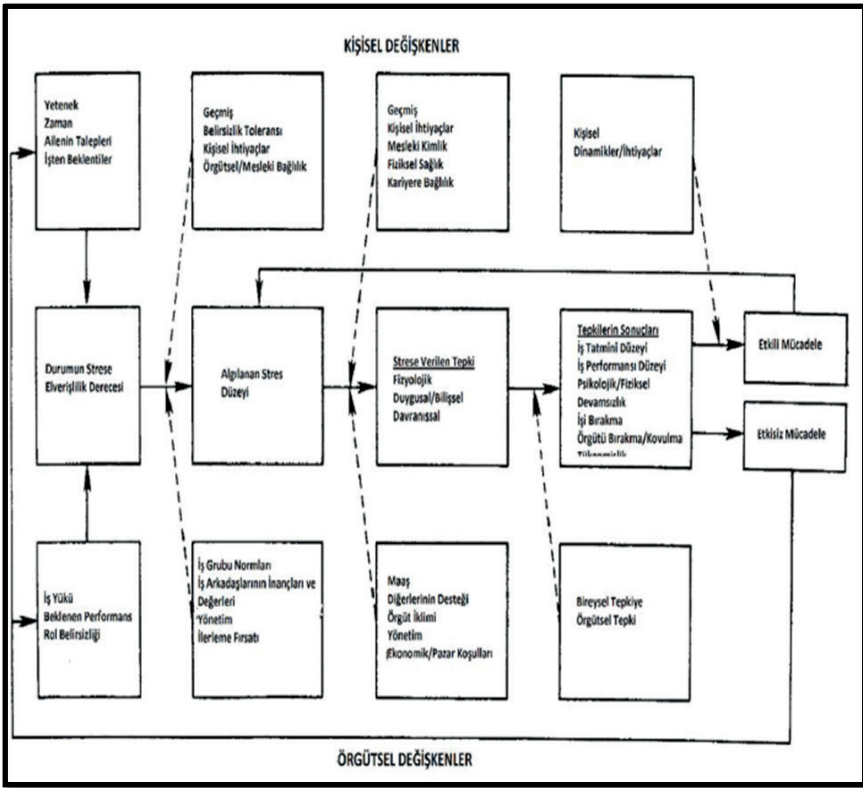 KİŞİSEL DEĞİŞKENLER
Yetenek
Zaman
Ailenin Talepleri
İşten Beklentiler
Geçmiş
Belirsizlik Toleransı
Kişisel İhtiyaçlar
Örgütsel/Mesleki Bağlılık
Geçmiş
Kişisel İhtiyaçlar
Mesleki Kimlik
Fiziksel Sağlık
Kariyere Bağlılık
Kişisel
Dinamikler/İhtiyaçlar
Durumun Strese
Elverişlilik Derecesi
Algılanan Stres
Düzeyi
Strese Verilen Tepki
Fizyolojik
Duygusal/Bilişsel
Davranışsal
Tepkilerin Sonuçları
İş Tatmini Düzeyi
İş Performansı Düzeyi
Psikolojik/Fiziksel
Devamsızlık
İşi Bırakma
Örgütü Bırakma/Kovulma
Tükenmişlik
Etkili Mücadele
Etkisiz Mücadele
İş Yükü
Beklenen Performans
Rol Belirsizliği
İş Grubu Normları
İş Arkadaşlarının İnançları ve
Değerleri
Yönetim
İlerleme Fırsatı
Maaş
Diğerlerinin Desteği
Örgüt İklimi
Yönetim
Ekonomik/Pazar Koşulları
Bireysel Tepkiye
Örgütsel Tepki
ÖRGÜTSEL DEĞİŞKENLER